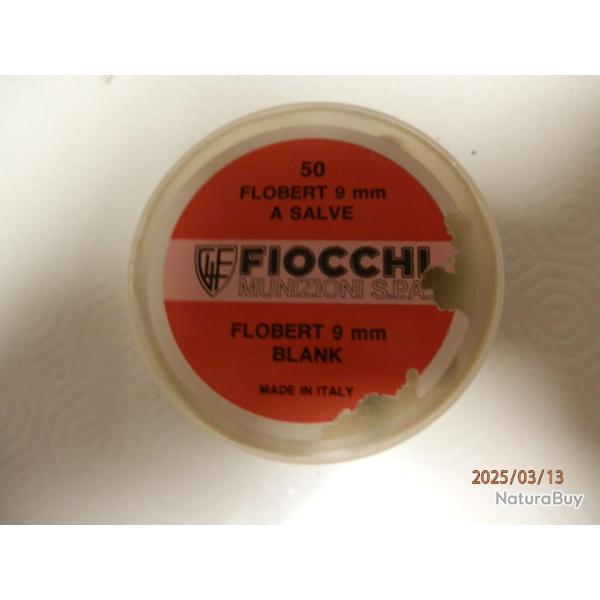 50
FLOBERT 9 mm
A SALVE
FIOCCHI
MUNIZIONI S.P.A.
FLOBERT 9 mm
BLANK
MADE IN ITALY
2025/03/13
NaturaBuy